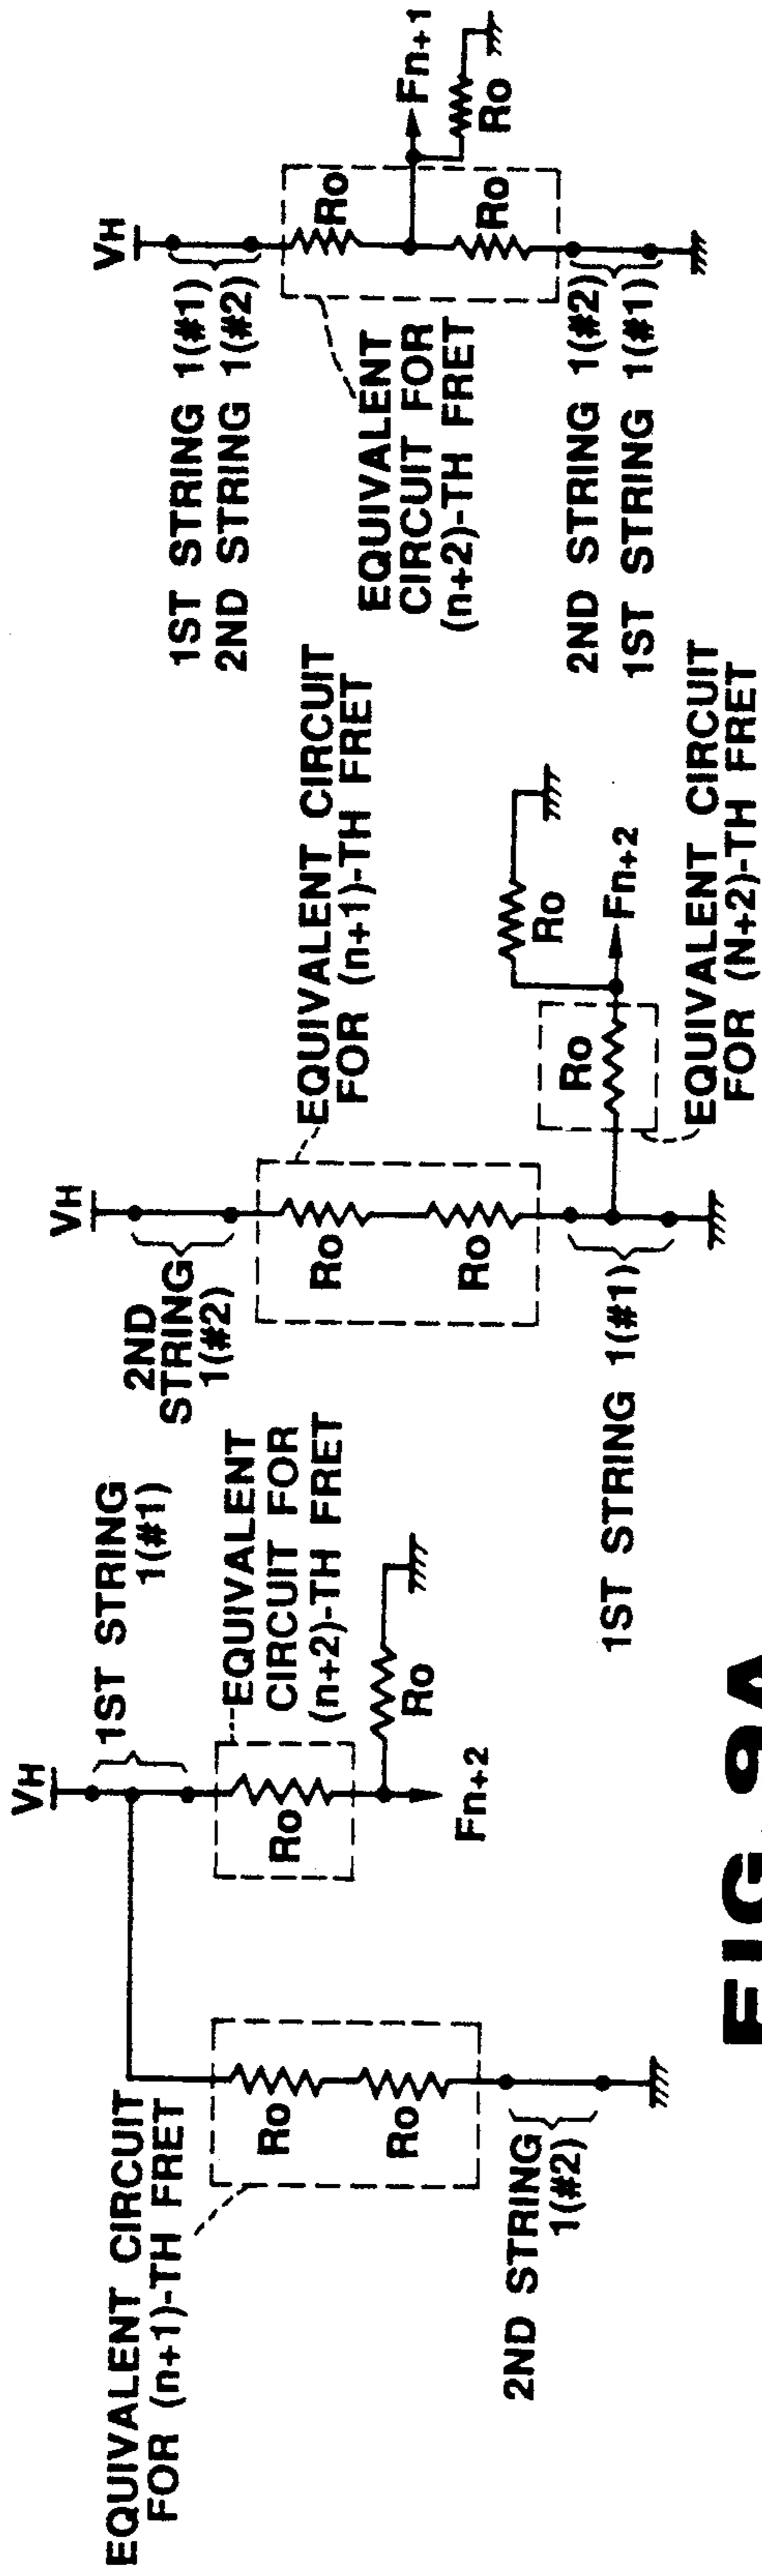 EQUIVALENT CIRCUIT
FOR (n+1)-TH FRET
Ro
Ro
2ND STRING
1(#2)
VH
1ST STRING
1(#1)
EQUIVALENT
CIRCUIT FOR
(n+2)-TH FRET
Ro
Ro
Fn+2
VH
2ND
STRING
1(#2)
EQUIVALENT CIRCUIT
FOR (n+1)-TH FRET
Ro
Ro
1ST STRING 1(#1)
Ro
Ro
Fn+2
EQUIVALENT CIRCUIT
FOR (N+2)-TH FRET
VH
1ST STRING 1(#1)
2ND STRING 1(#2)
EQUIVALENT
CIRCUIT FOR
(n+2)-TH FRET
Ro
Ro
Fn+1
Ro
2ND STRING 1(#2)
1ST STRING 1(#1)
FIG. 9A